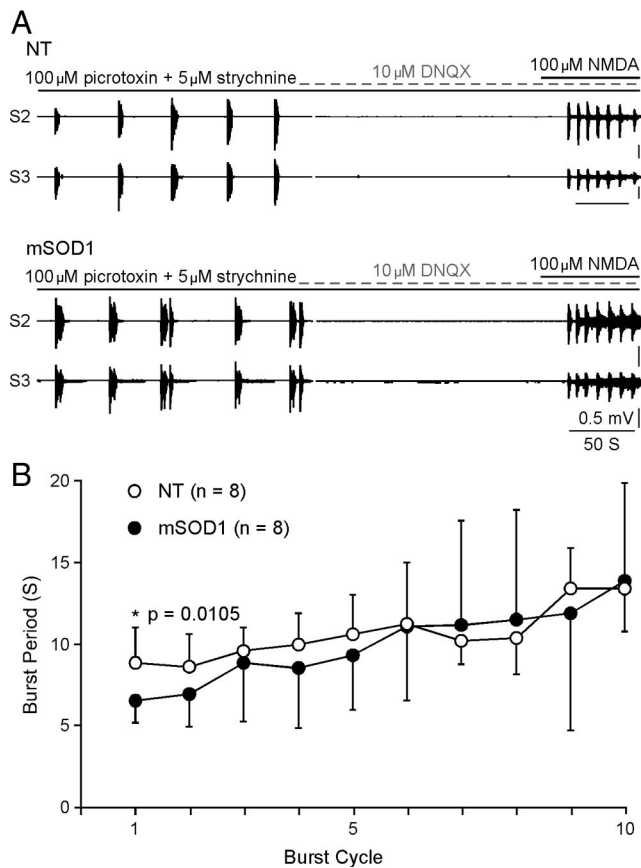 A
NT
100 µM NMDA
100 µM picrotoxin + 5 µM strychnine
10 µM DNQX
S2
S3
mSOD1
100 µM NMDA
100 µM picrotoxin + 5 µM strychnine
10 µM DNQX
S2
S3
0.5 mV
50 S
B
20
15
10
5
0
Burst Period (S)
NT (n = 8)
mSOD1 (n = 8)
* p = 0.0105
1
5
10
Burst Cycle